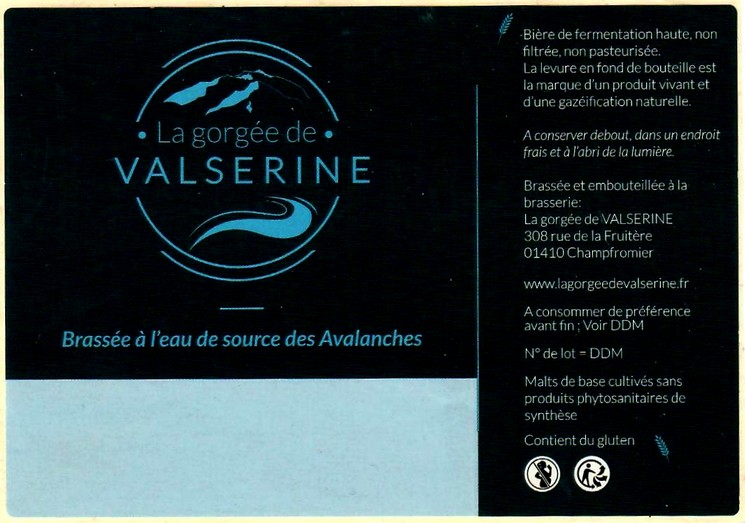 La gorgée de
VALSERINE
Brassée à l'eau de source des Avalanches
Bière de fermentation haute, non
filtrée, non pasteurisée.
La levure en fond de bouteille est
la marque d'un produit vivant et
d'une gazéification naturelle.
A conserver debout, dans un endroit
frais et à l'abri de la lumière.
Brassée et embouteillée à la
brasserie:
La gorgée de VALSERINE
308 rue de la Fruitère
01410 Champfromier
www.lagorgeedevalserine.fr
A consommer de préférence
avant fin ; Voir DDM
N° de lot = DDM
Malts de base cultivés sans
produits phytosanitaires de
synthèse
Contient du gluten